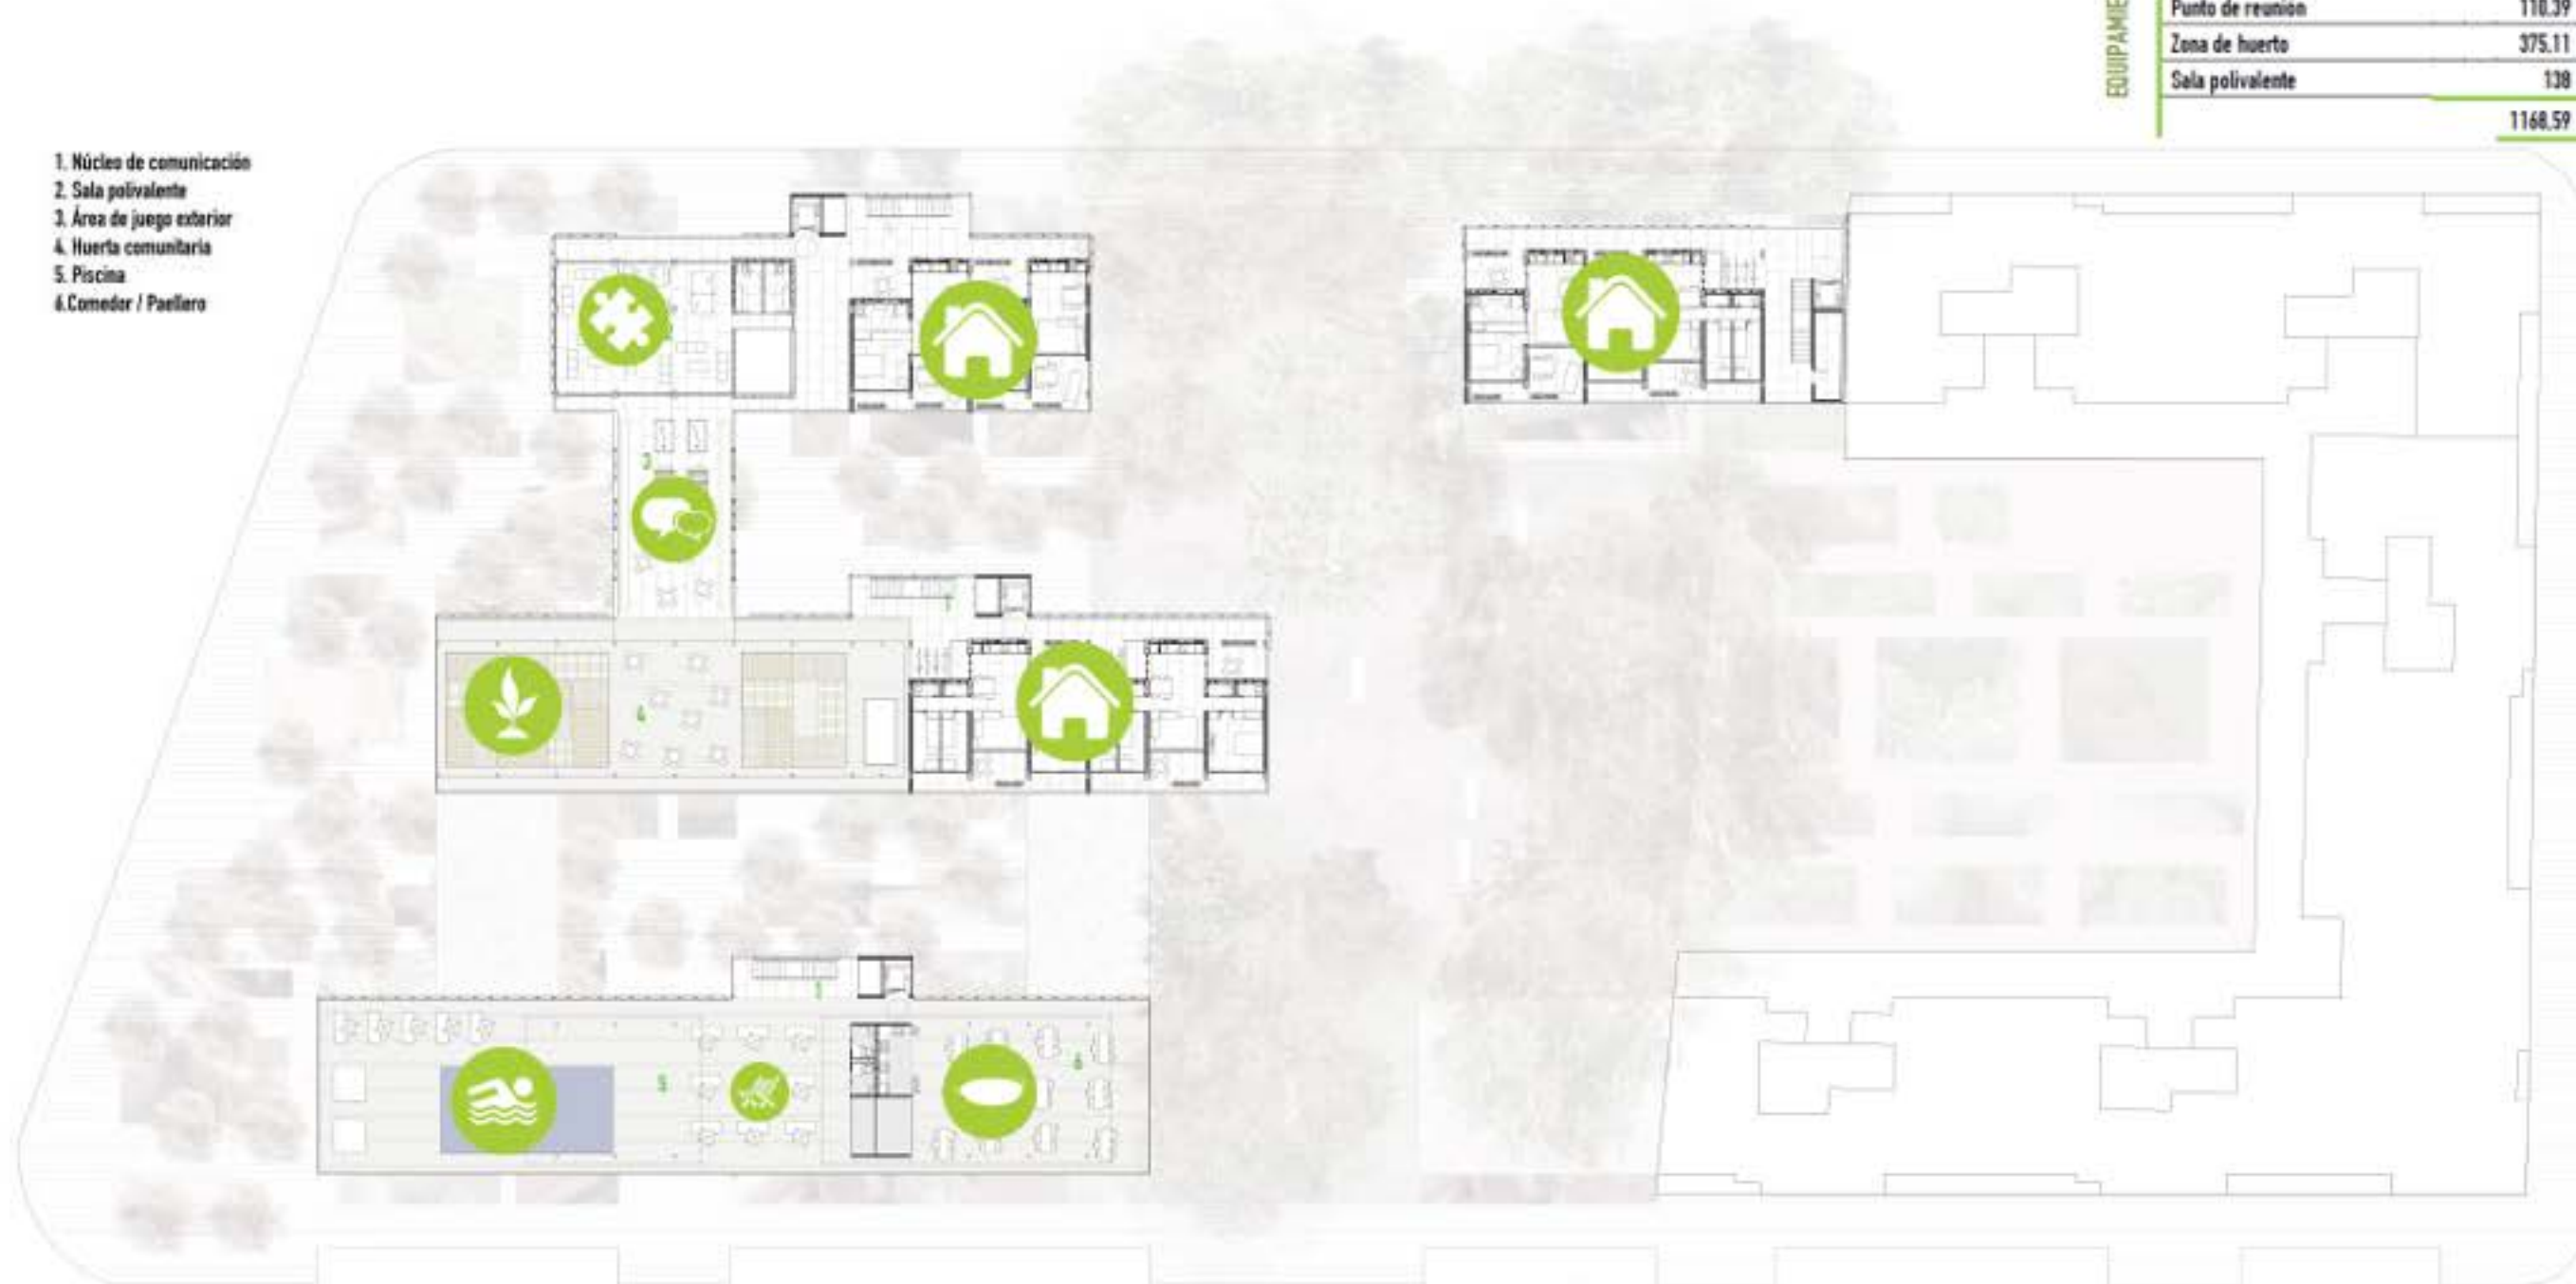 EQUIPAMIE
Punto de reunión 110.39
Zona de huerto 375.11
Sala polivalente 138
1168,59
1. Núcleo de comunicación
2. Sala polivalente
3. Área de juego exterior
4. Huerta comunitaria
5. Piscina
6.Comedor / Paellero
3
1
4
1
5
6